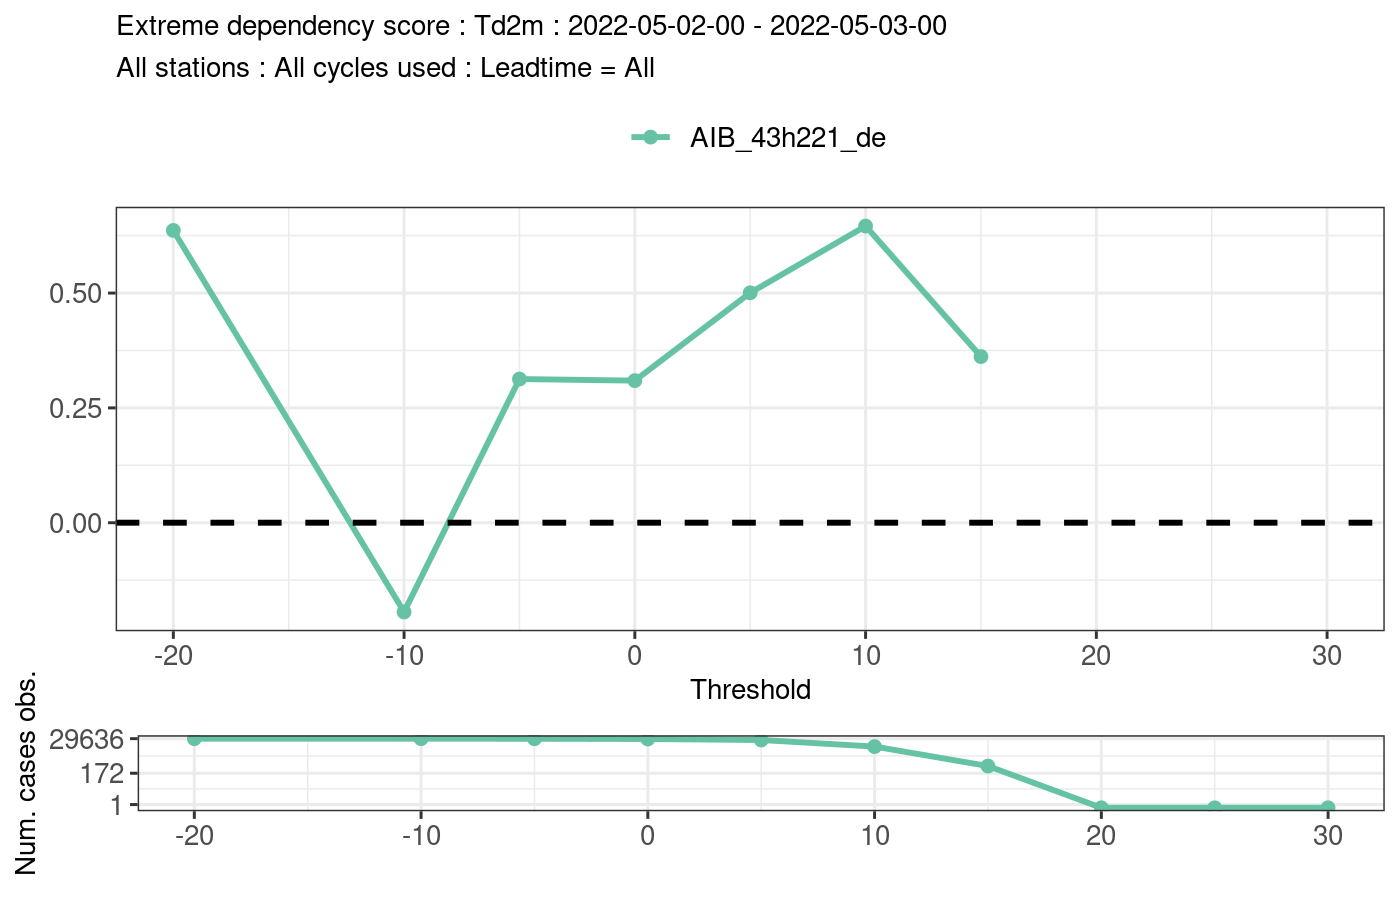 Extreme dependency score : Td2m : 2022-05-02-00 - 2022-05-03-00
All stations : All cycles used : Leadtime = All
AIB_43h221_de
0.50
0.25
0.00
-20 -10 0 10 20 30
Threshold
Num. cases obs.
29636
172
1
-20 -10 0 10 20 30